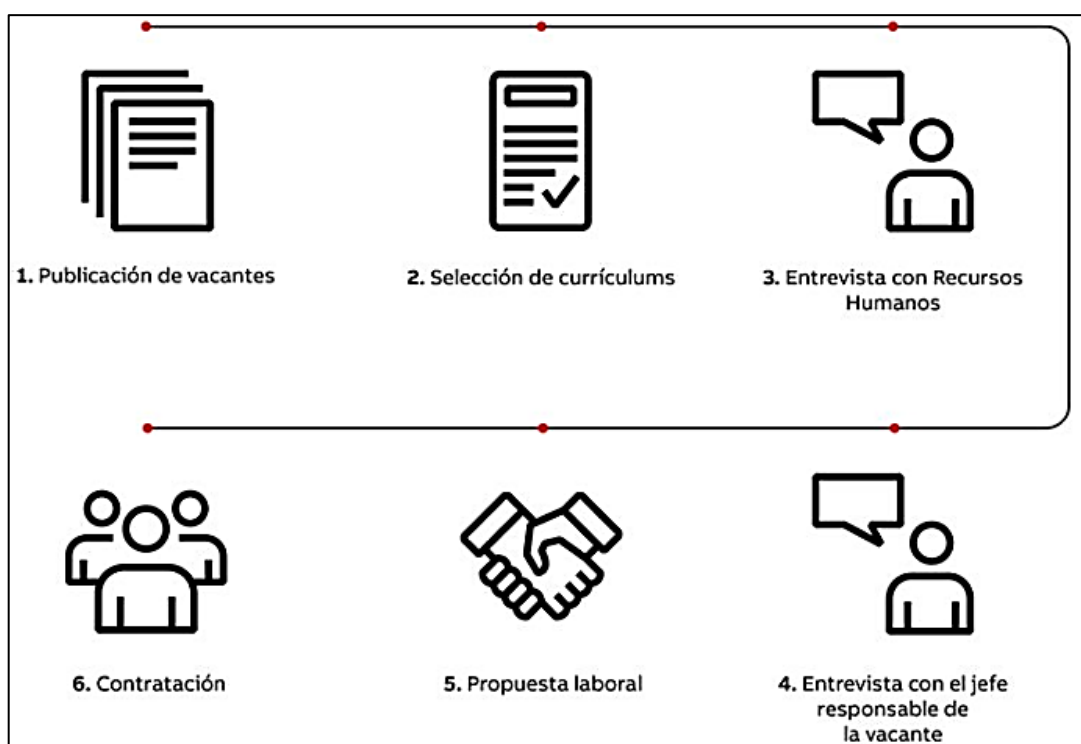 1. Publicación de vacantes
2. Selección de currículums
3. Entrevista con Recursos
Humanos
6. Contratación
5. Propuesta laboral
4. Entrevista con el jefe
responsable de
la vacante